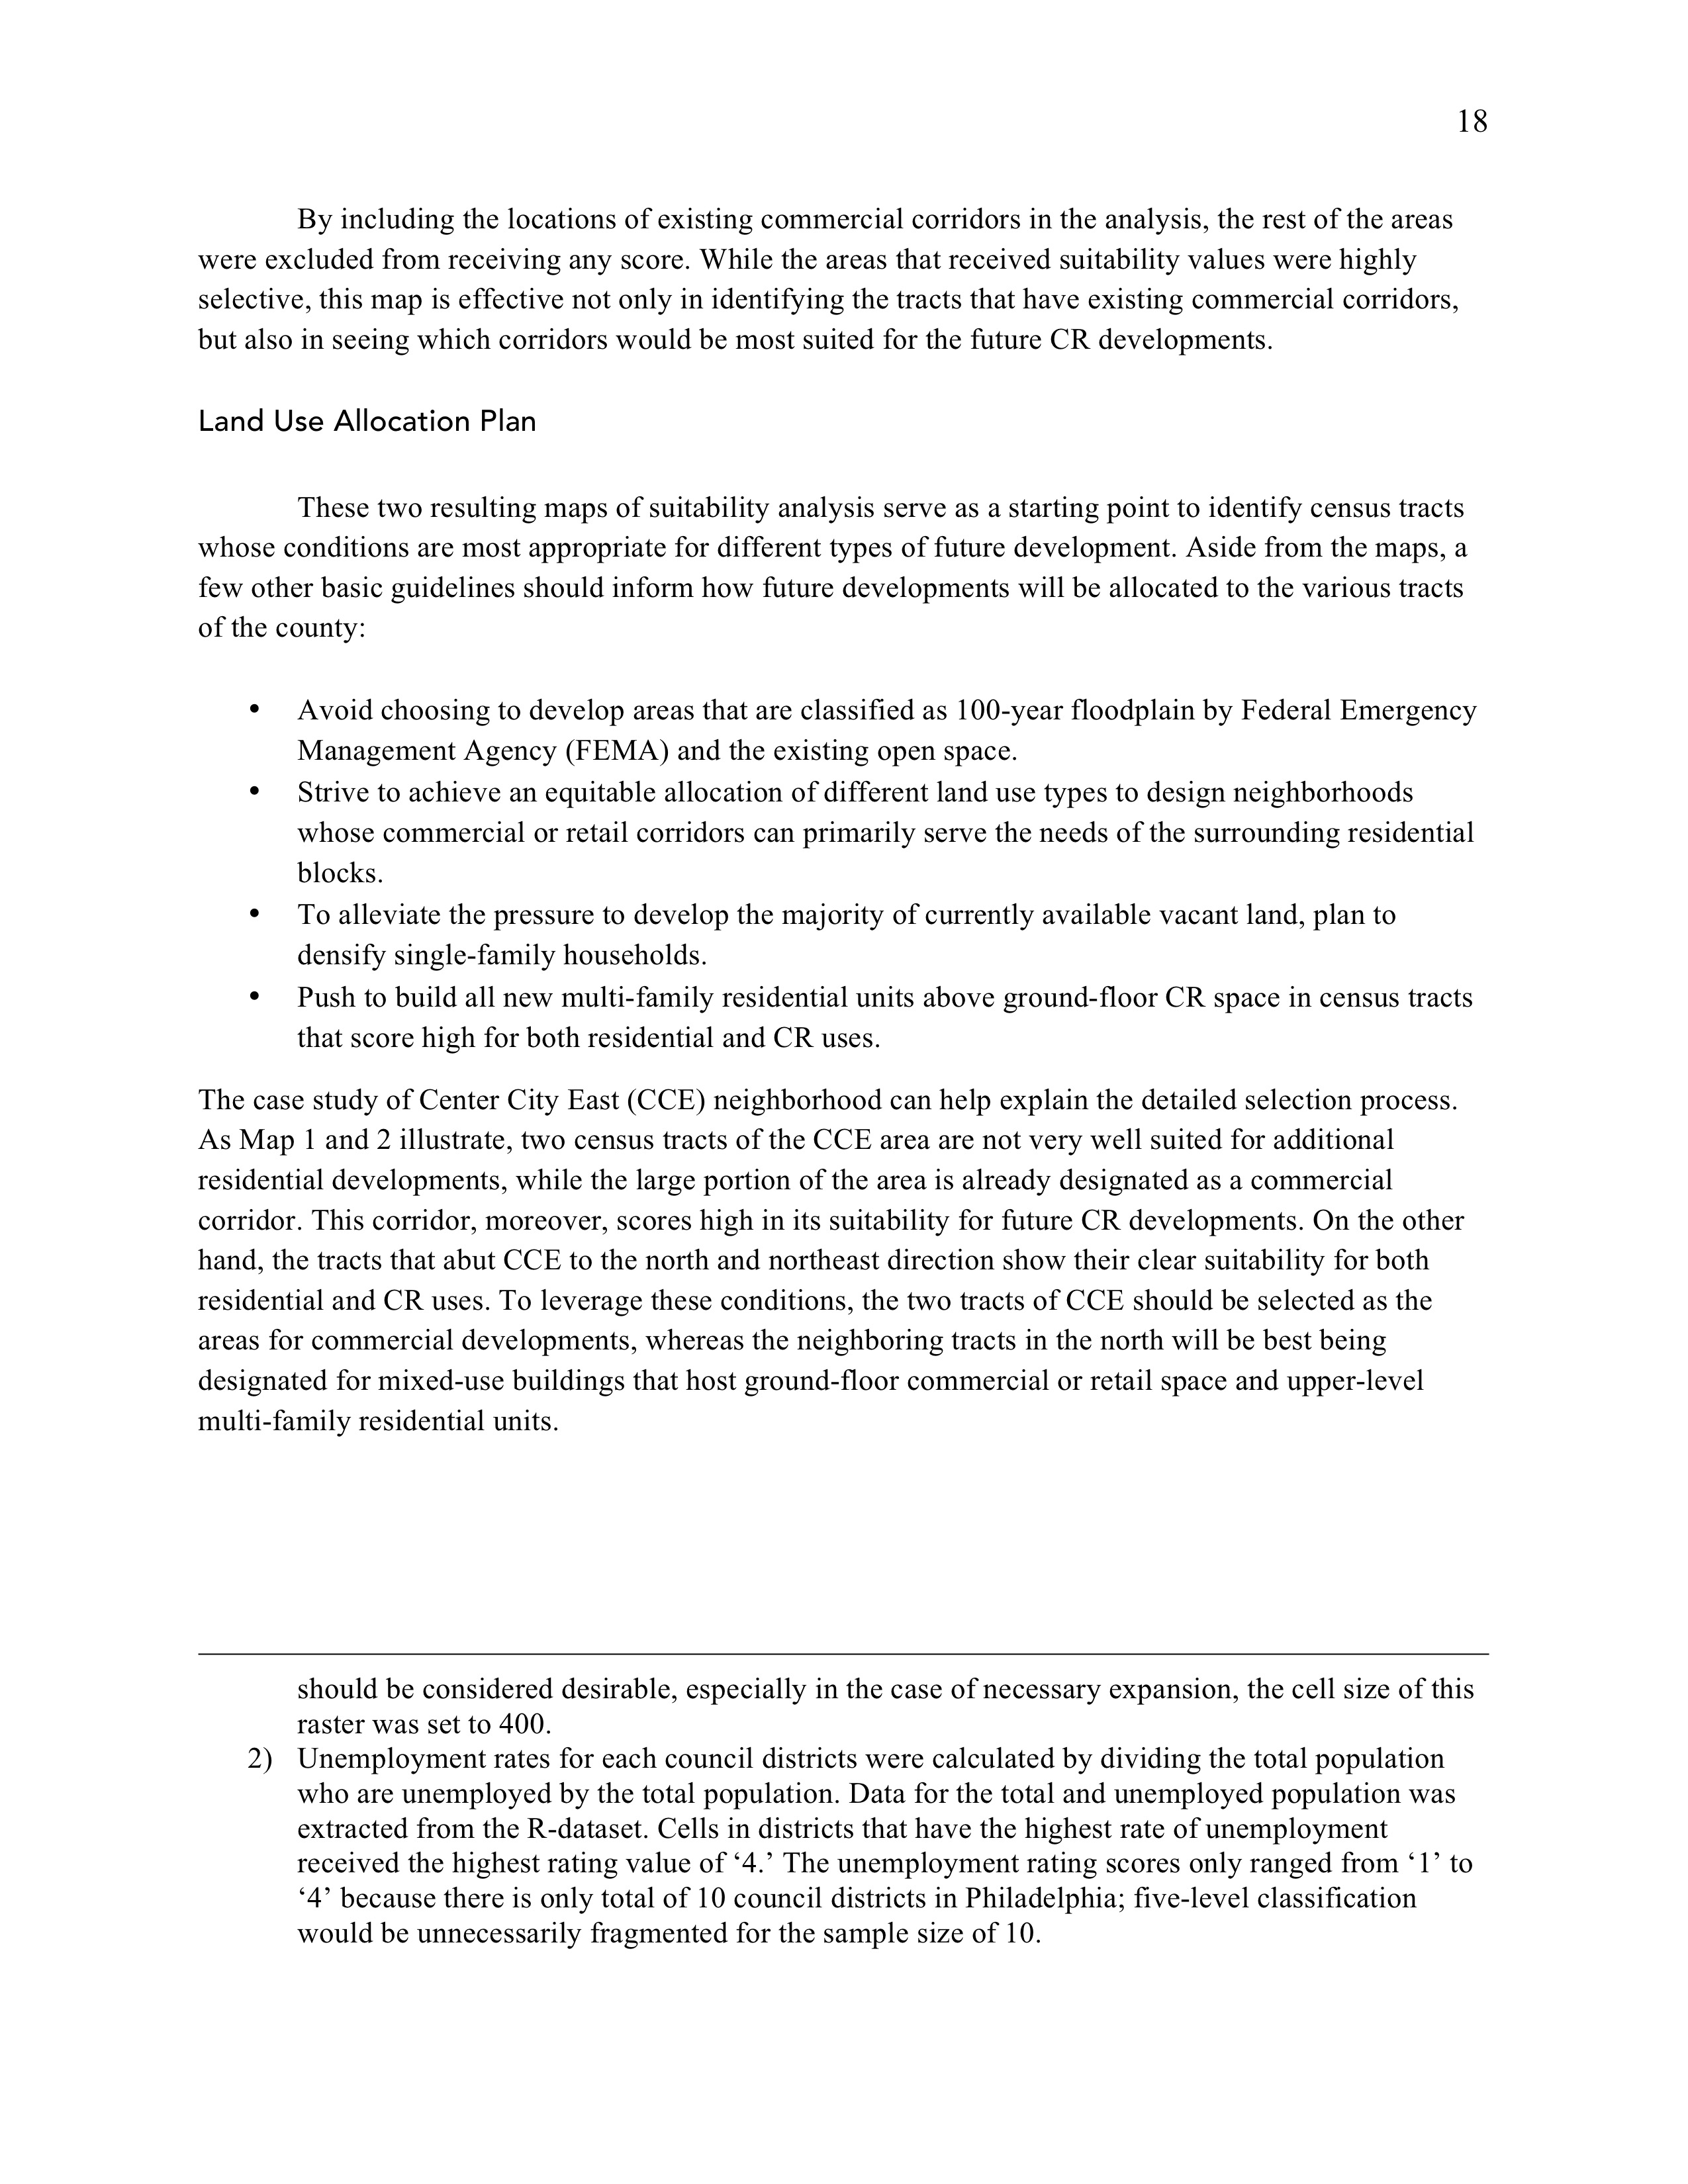 18
By including the locations of existing commercial corridors in the analysis, the rest of the areas
were excluded from receiving any score. While the areas that received suitability values were highly
selective, this map is effective not only in identifying the tracts that have existing commercial corridors,
but also in seeing which corridors would be most suited for the future CR developments.
Land Use Allocation Plan
These two resulting maps of suitability analysis serve as a starting point to identify census tracts
whose conditions are most appropriate for different types of future development. Aside from the maps, a
few other basic guidelines should inform how future developments will be allocated to the various tracts
of the county:
• Avoid choosing to develop areas that are classified as 100-year floodplain by Federal Emergency
Management Agency (FEMA) and the existing open space.
• Strive to achieve an equitable allocation of different land use types to design neighborhoods
whose commercial or retail corridors can primarily serve the needs of the surrounding residential
blocks.
• To alleviate the pressure to develop the majority of currently available vacant land, plan to
densify single-family households.
• Push to build all new multi-family residential units above ground-floor CR space in census tracts
that score high for both residential and CR uses.
The case study of Center City East (CCE) neighborhood can help explain the detailed selection process.
As Map 1 and 2 illustrate, two census tracts of the CCE area are not very well suited for additional
residential developments, while the large portion of the area is already designated as a commercial
corridor. This corridor, moreover, scores high in its suitability for future CR developments. On the other
hand, the tracts that abut CCE to the north and northeast direction show their clear suitability for both
residential and CR uses. To leverage these conditions, the two tracts of CCE should be selected as the
areas for commercial developments, whereas the neighboring tracts in the north will be best being
designated for mixed-use buildings that host ground-floor commercial or retail space and upper-level
multi-family residential units.
should be considered desirable, especially in the case of necessary expansion, the cell size of this
raster was set to 400.
2) Unemployment rates for each council districts were calculated by dividing the total population
who are unemployed by the total population. Data for the total and unemployed population was
extracted from the R-dataset. Cells in districts that have the highest rate of unemployment
received the highest rating value of ‘4.’ The unemployment rating scores only ranged from ‘1’ to
‘4’ because there is only total of 10 council districts in Philadelphia; five-level classification
would be unnecessarily fragmented for the sample size of 10.